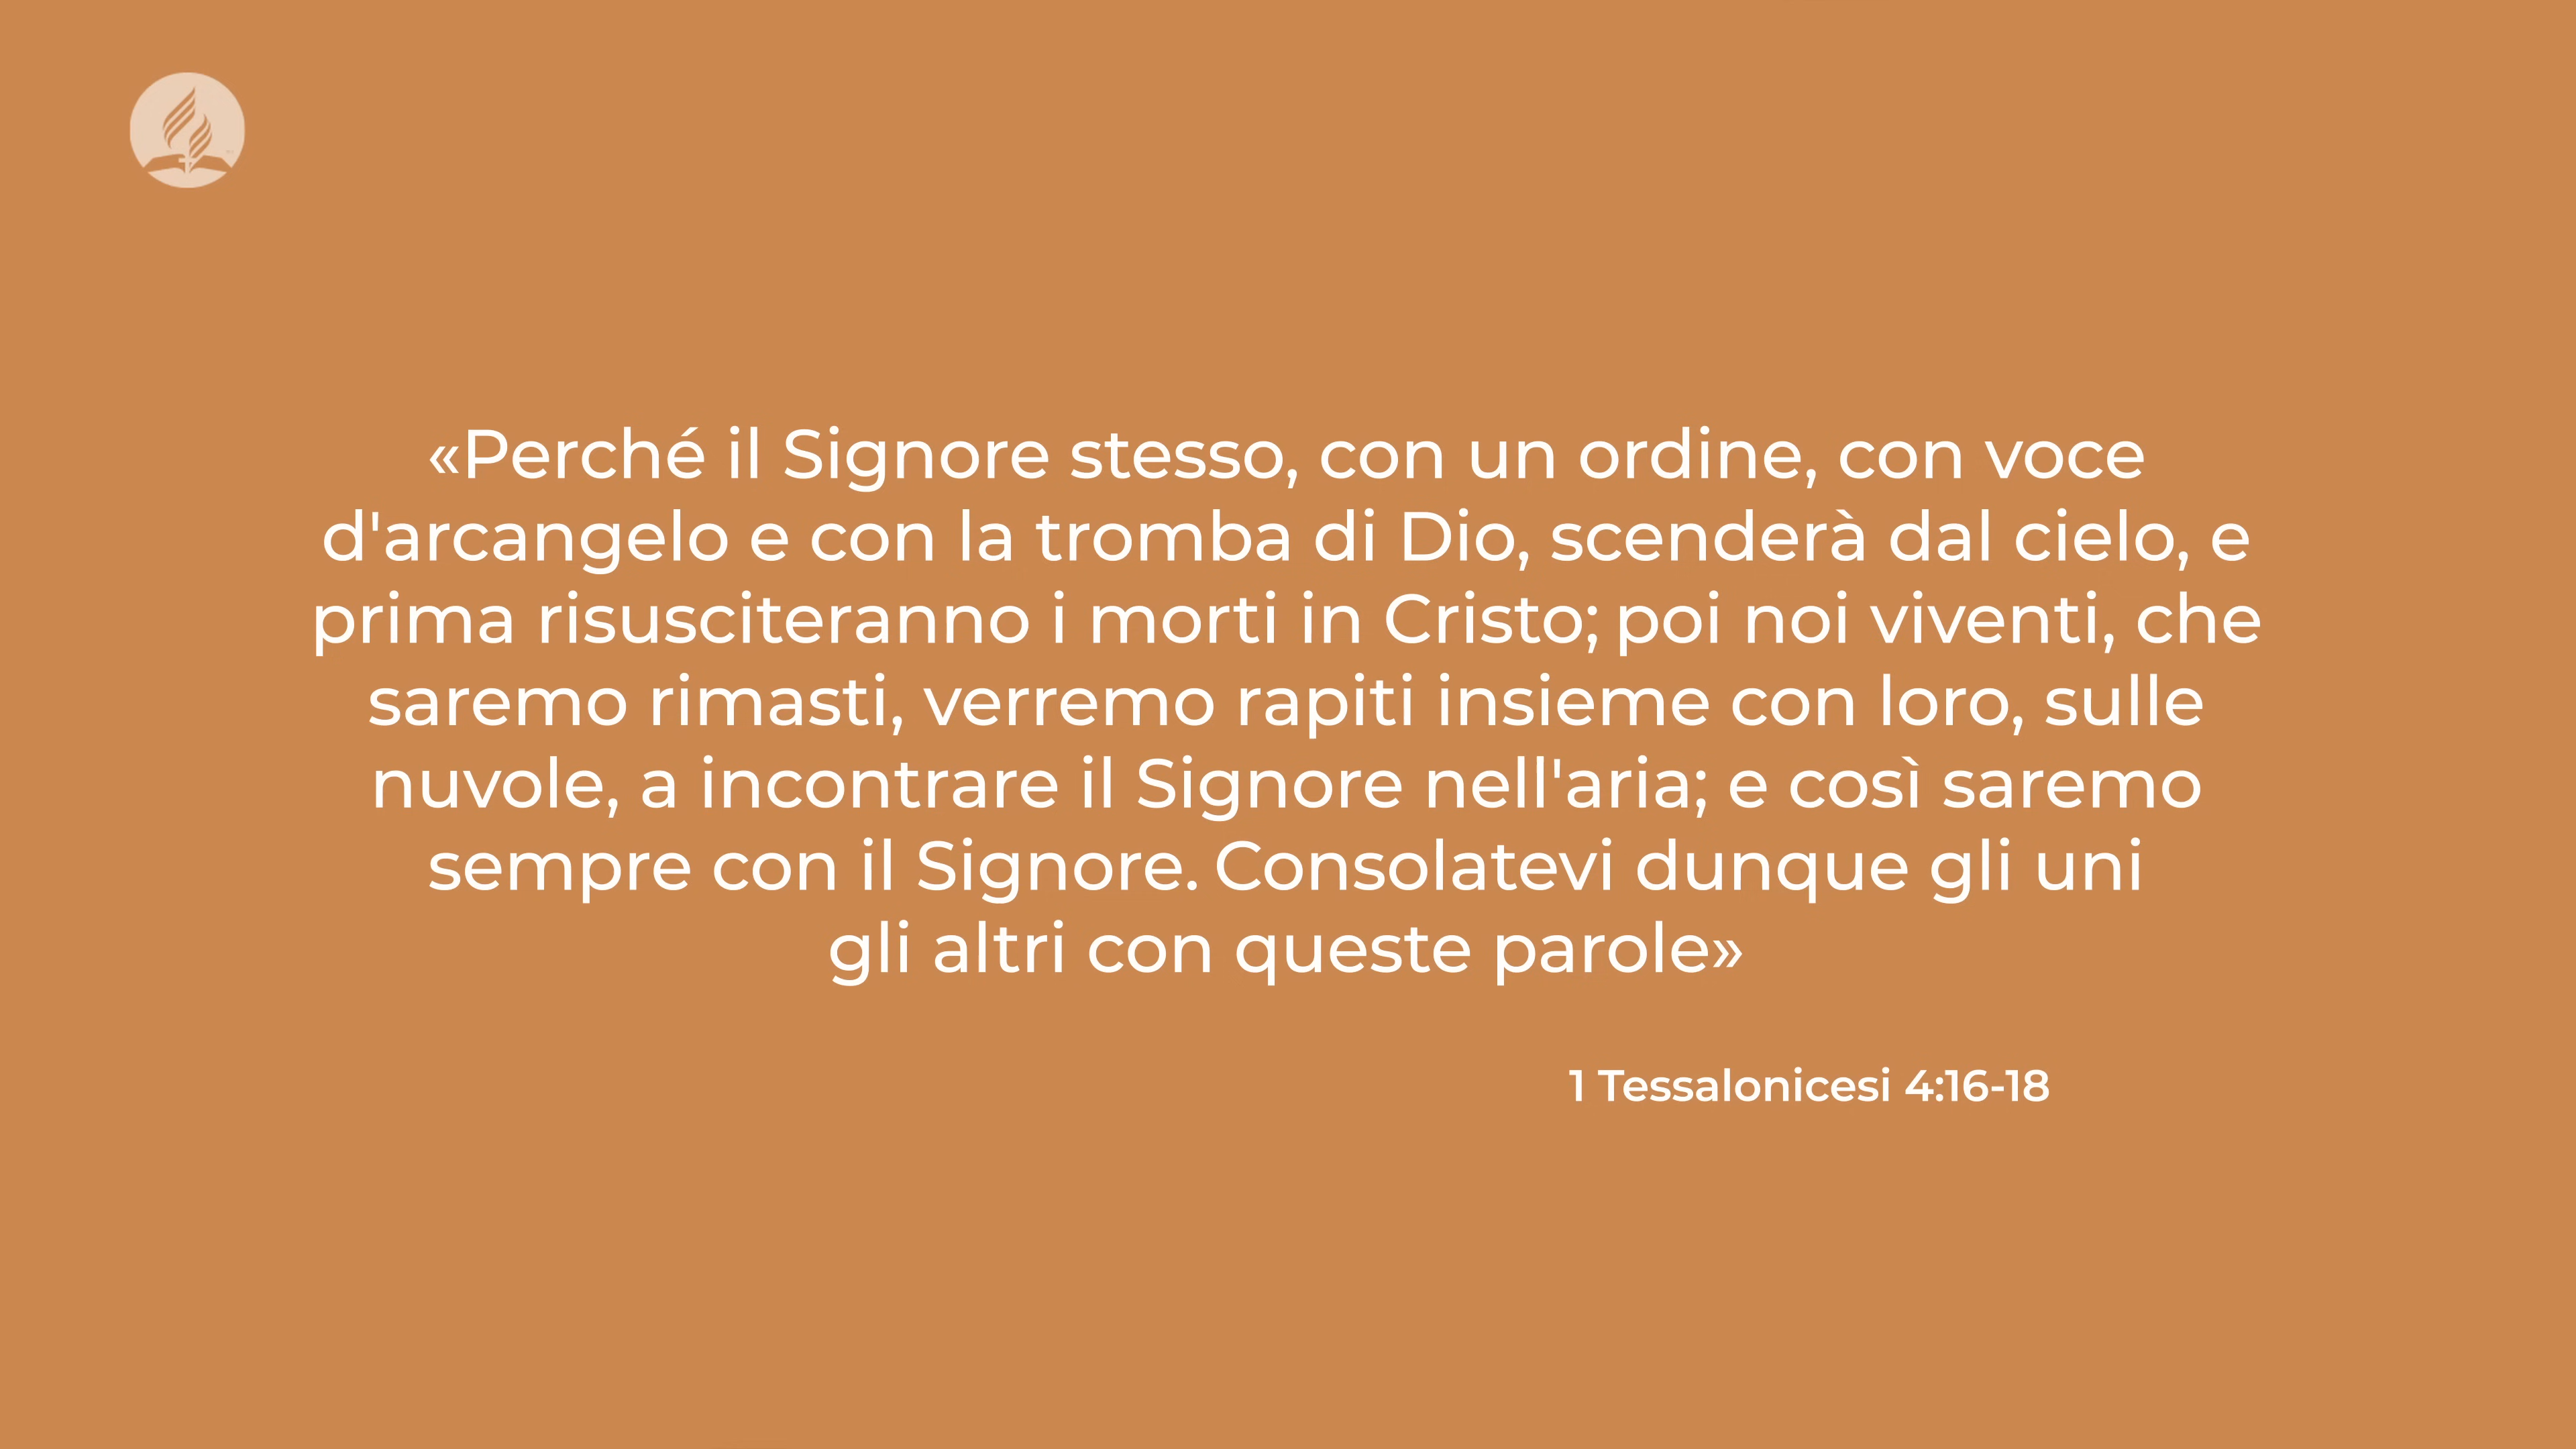 «Perché il Signore stesso, con un ordine, con voce
d'arcangelo e con la tromba di Dio, scenderà dal cielo, e
prima risusciteranno i morti in Cristo; poi noi viventi, che
saremo rimasti, verremo rapiti insieme con loro, sulle
nuvole, a incontrare il Signore nell'aria; e così saremo
sempre con il Signore. Consolatevi dunque gli uni
gli altri con queste parole»
1 Tessalonicesi 4:16-18